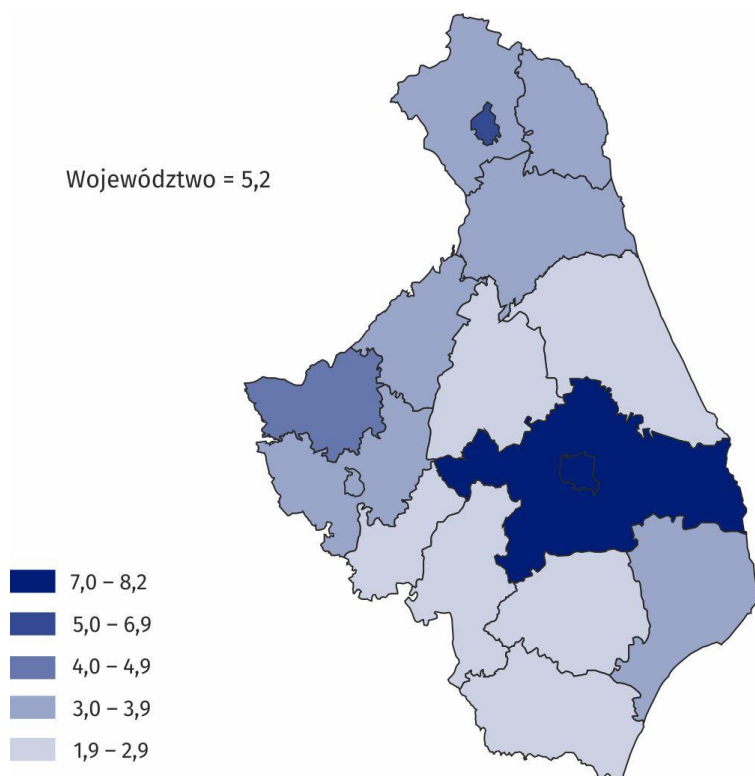 Województwo = 5,2
7,0 – 8,2
5,0 – 6,9
4,0 – 4,9
3,0 – 3,9
1,9 – 2,9